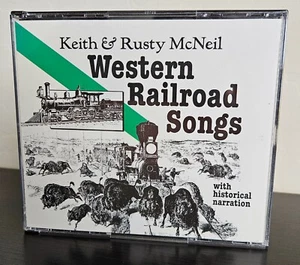 Keith & Rusty McNeil
Western
Railroad
Songs
with
historical
narration